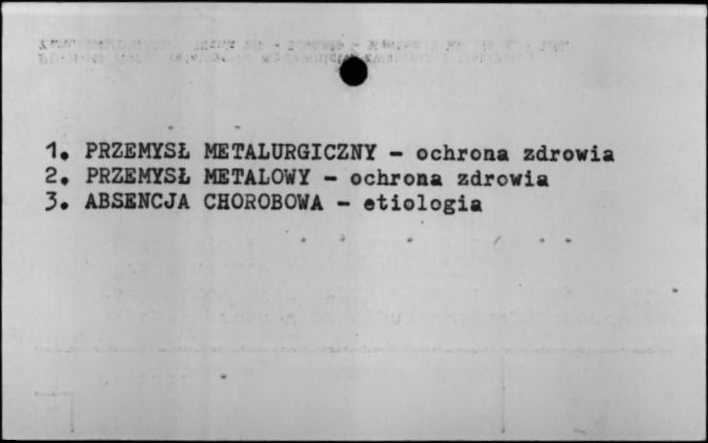 1. PRZEMYSŁ METALURGICZNY - ochrona zdrowia
2. PRZEMYSŁ METALOWY - ochrona zdrowia
3. ABSENCJA CHOROBOWA - etiologia